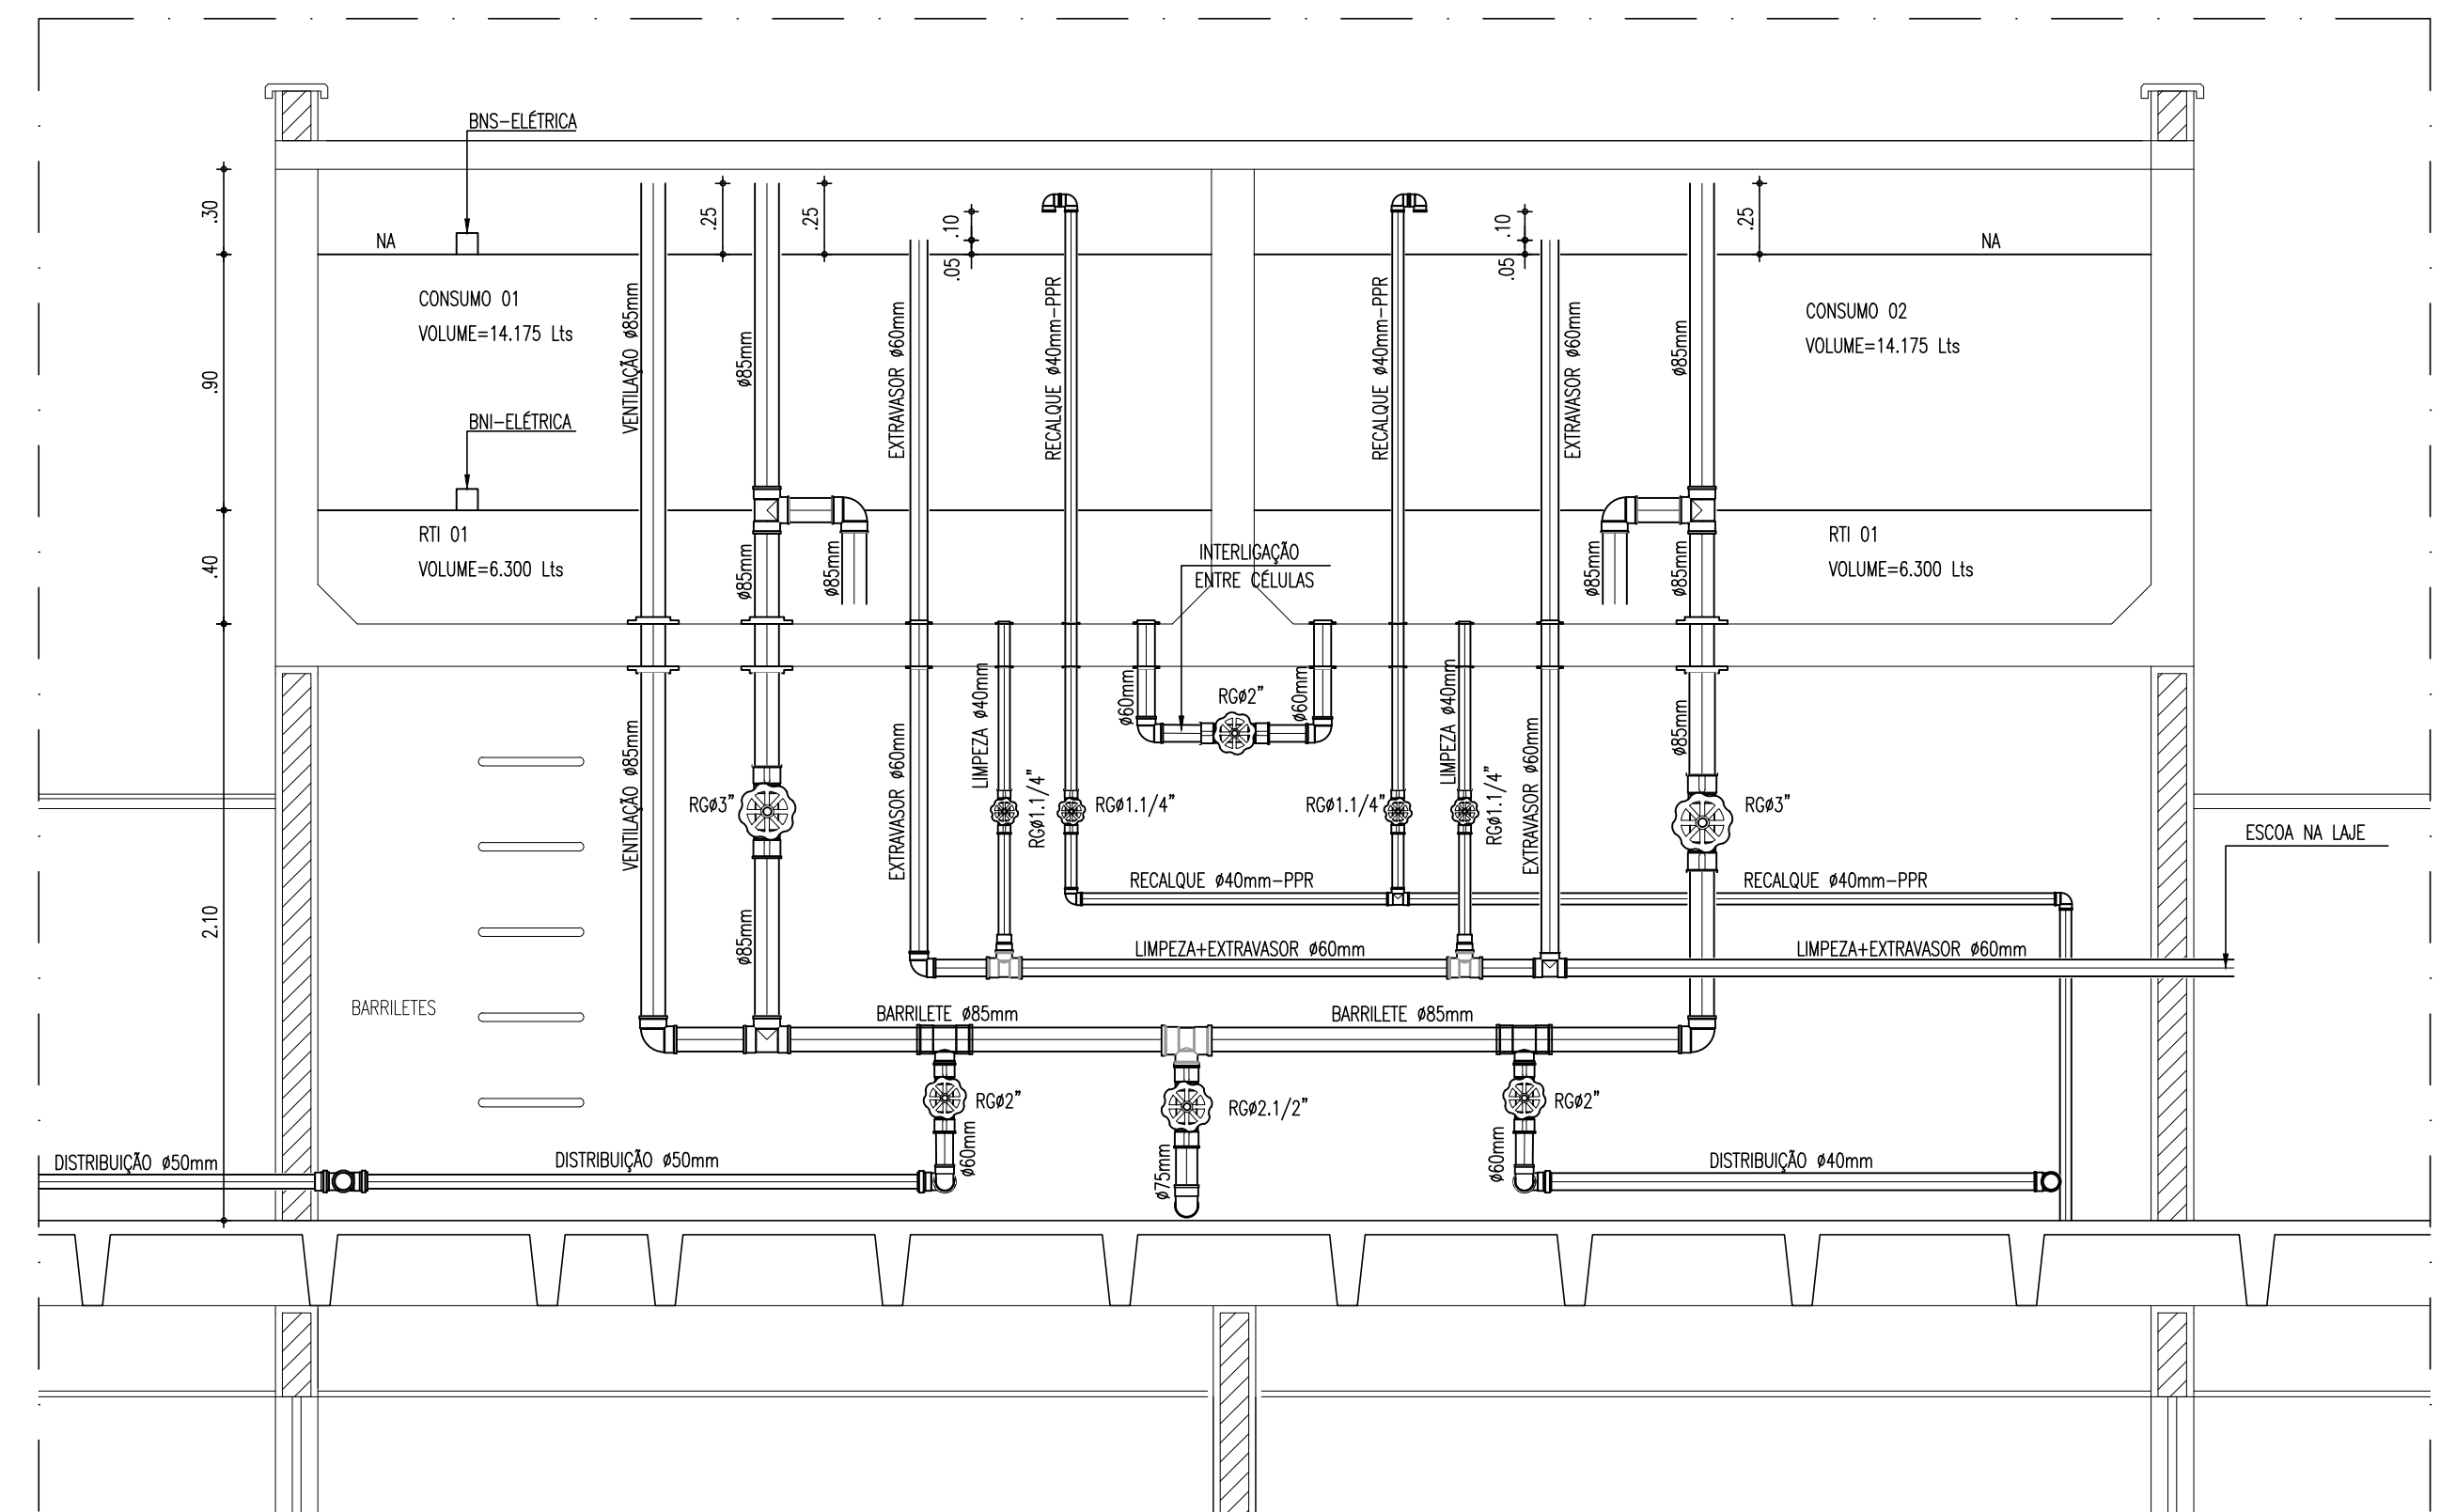 BNS-ELÉTRICA
.30
.25
.25
.10
.10
.25
NA
NA
.05
.05
CONSUMO 01
VOLUME=14.175 Lts
CONSUMO 02
VOLUME=14.175 Lts
VENTILAÇÃO ø85mm
ø85mm
EXTRAVASOR ø60mm
RECALQUE ø40mm-PPR
RECALQUE ø40mm-PPR
EXTRAVASOR ø60mm
ø85mm
.90
BNI-ELÉTRICA
RTI 01
VOLUME=6.300 Lts
RTI 01
VOLUME=6.300 Lts
.40
ø85mm
ø85mm
INTERLIGAÇÃO
ENTRE CÉLULAS
ø85mm
ø85mm
VENTILAÇÃO ø85mm
EXTRAVASOR ø60mm
LIMPEZA ø40mm
ø60mm
RGø2"
ø60mm
LIMPEZA ø40mm
EXTRAVASOR ø60mm
ø85mm
RGø3"
RGø1.1/4"
RGø1.1/4"
RGø1.1/4"
RGø1.1/4"
RGø3"
ESCOA NA LAJE
RECALQUE ø40mm-PPR
RECALQUE ø40mm-PPR
2.10
ø85mm
LIMPEZA+EXTRAVASOR ø60mm
LIMPEZA+EXTRAVASOR ø60mm
BARRILETES
BARRILETE ø85mm
BARRILETE ø85mm
RGø2"
RGø2.1/2"
RGø2"
ø60mm
ø75mm
ø60mm
DISTRIBUIÇÃO ø50mm
DISTRIBUIÇÃO ø50mm
DISTRIBUIÇÃO ø40mm